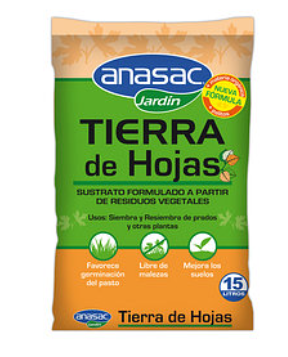 anasac
Jardín
NUEVA
FÓRMULA
TIERRA
de Hojas
SUSTRATO FORMULADO A PARTIR
DE RESIDUOS VEGETALES
Usos: Siembra y Resiembra de prados
y otras plantas
Favorece
germinación
del pasto
Libre de
malezas
Mejora los
suelos
15
LITROS
anasac
Jardín
Tierra de Hojas